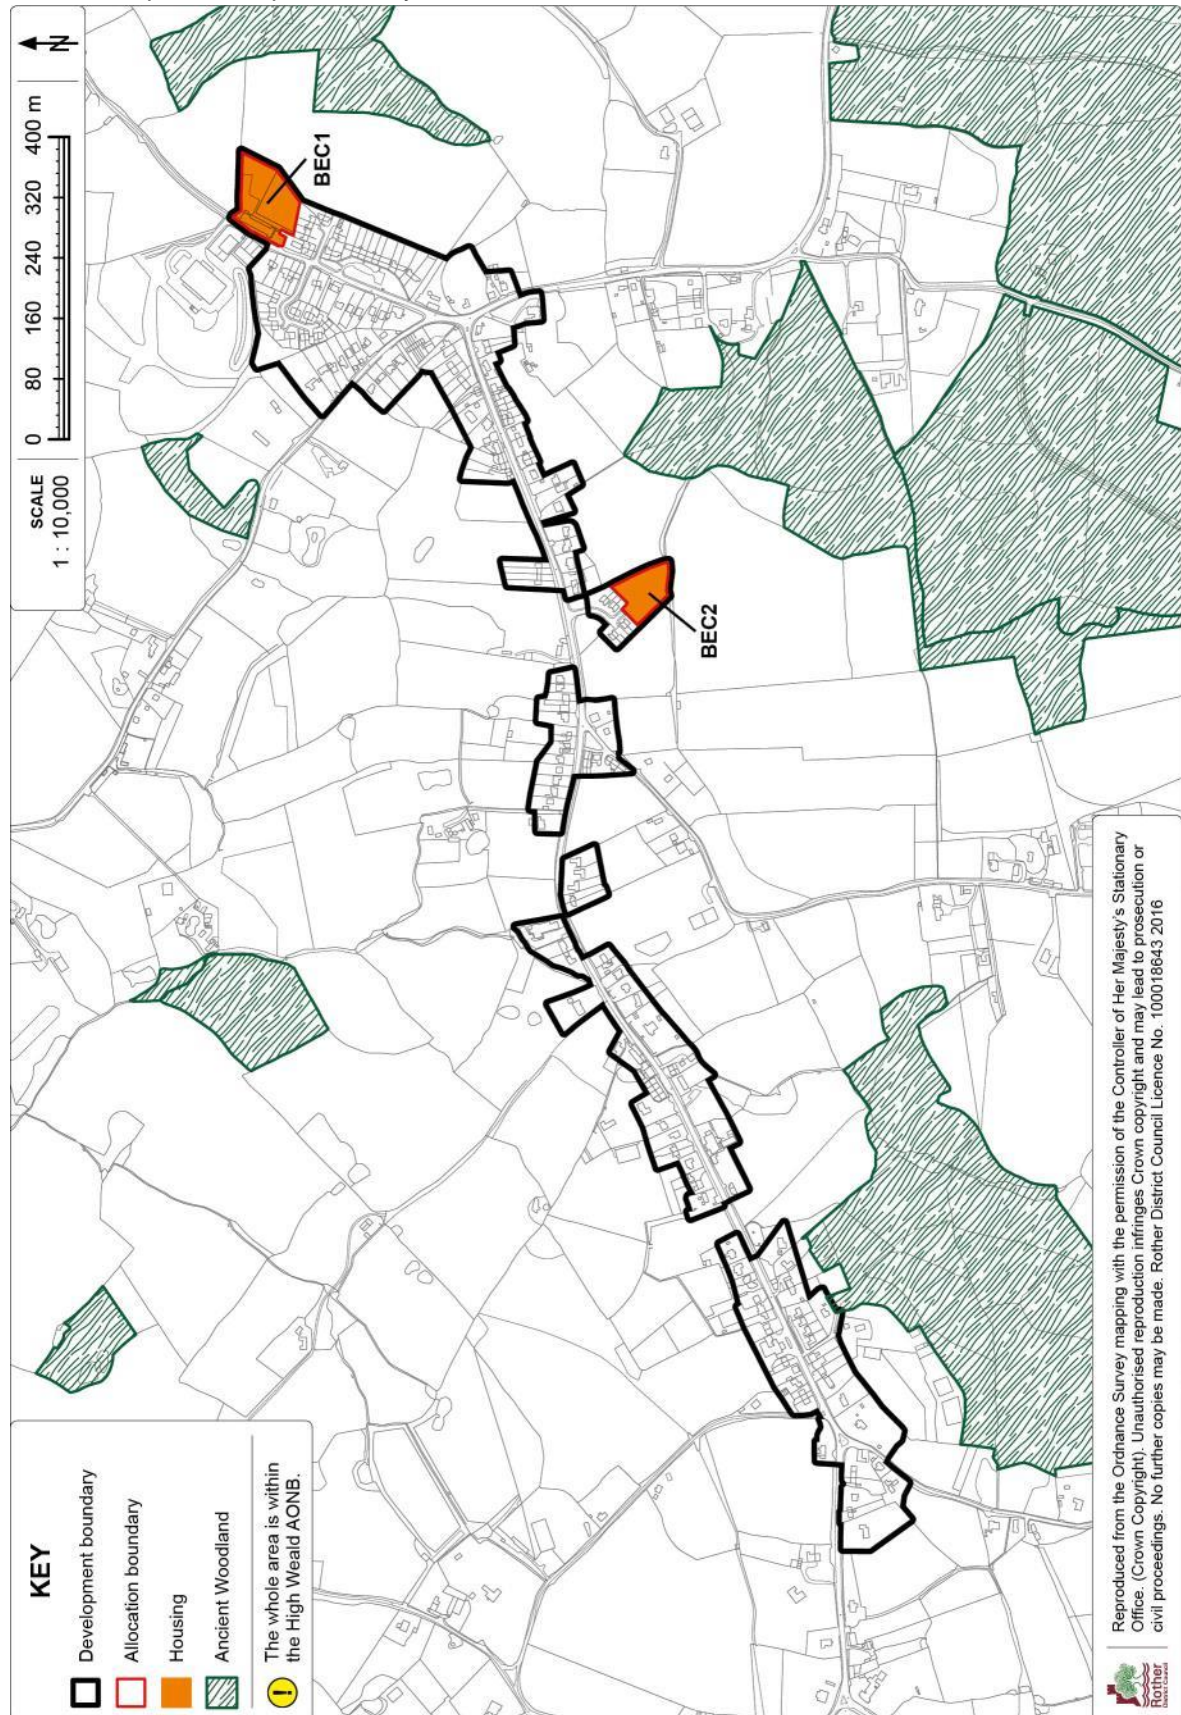 KEY
Development boundary
Allocation boundary
Housing
Ancient Woodland
!
The whole area is within
the High Weald AONB.
SCALE
1 : 10,000
0 80 160 240 320 400 m
N
BEC1
BEC2
Rother
District Council
Reproduced from the Ordnance Survey mapping with the permission of the Controller of Her Majesty's Stationary
Office. (Crown Copyright). Unauthorised reproduction infringes Crown copyright and may lead to prosecution or
civil proceedings. No further copies may be made. Rother District Council Licence No. 100018643 2016